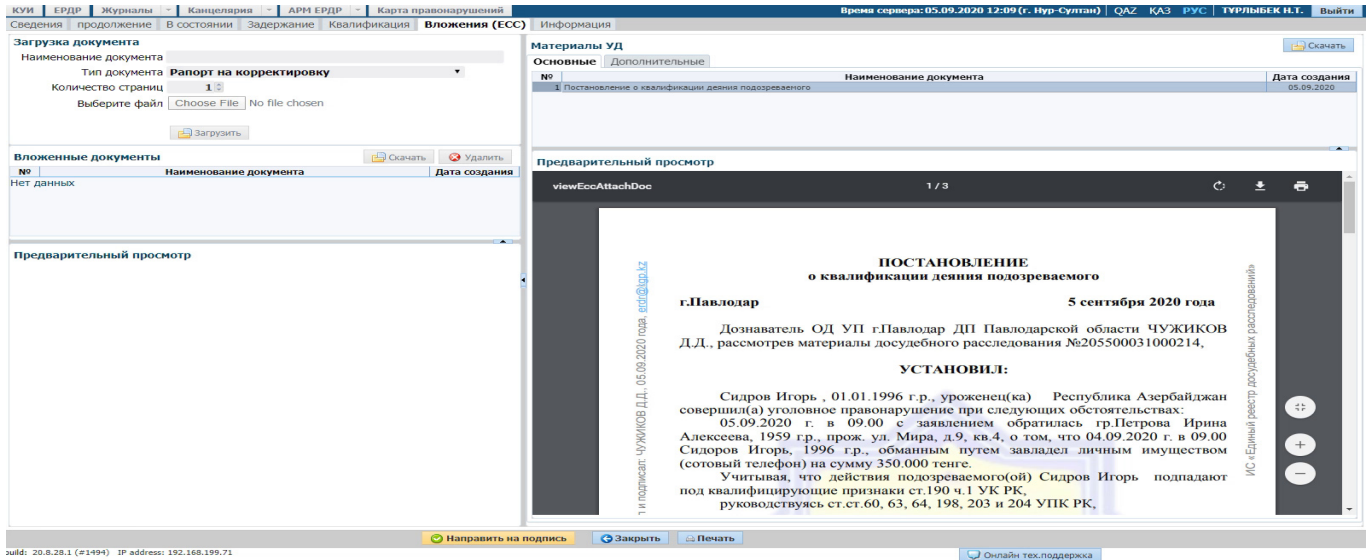 КУИ ЕРДР Журналы Канцелярия АРМ ЕРДР Карта правонарушений Время сервера: 05.09.2020 12:09 (г. Нур-Султан) QAZ ҚАЗ РУС ТУРЛЫБЕК Н.Т. Выйти
Сведения продолжение В состоянии Задержание Квалификация Вложения (ЕСС) Информация
Загрузка документа
Наименование документа
Тип документа Рапорт на корректировку
Количество страниц 1
Выберите файл Choose File No file chosen
Загрузить
Вложенные документы Скачать Удалить
№ Наименование документа Дата создания
Нет данных
Предварительный просмотр
Материалы УД Скачать
Основные Дополнительные
№ Наименование документа Дата создания
1 Постановление о квалификации деяния подозреваемого 05.09.2020
Предварительный просмотр
viewEccAttachDoc 1 / 3
ПОСТАНОВЛЕНИЕ
о квалификации деяния подозреваемого
г.Павлодар 5 сентября 2020 года
Дознаватель ОД УП г.Павлодар ДП Павлодарской области ЧУЖИКОВ
Д.Д., рассмотрев материалы досудебного расследования №205500031000214,
УСТАНОВИЛ:
Сидров Игорь , 01.01.1996 г.р., уроженец(ка) Республика Азербайджан
совершил(а) уголовное правонарушение при следующих обстоятельствах:
05.09.2020 г. в 09.00 с заявлением обратилась гр.Петрова Ирина
Алексеева, 1959 г.р., прож. ул. Мира, д.9, кв.4, о том, что 04.09.2020 г. в 09.00
Сидоров Игорь, 1996 г.р., обманным путем завладел личным имуществом
(сотовый телефон) на сумму 350.000 тенге.
Учитывая, что действия подозреваемого(ой) Сидров Игорь подпадают
под квалифицирующие признаки ст.190 ч.1 УК РК,
руководствуясь ст.ст.60, 63, 64, 198, 203 и 204 УПК РК,
и подписал: ЧУЖИКОВ Д.Д., 05.09.2020 года, erdr@kgp.kz
ИС «Единый реестр досудебных расследований»
Направить на подпись Закрыть Печать
build: 20.8.28.1 (#1494) IP address: 192.168.199.71
Онлайн тех.поддержка